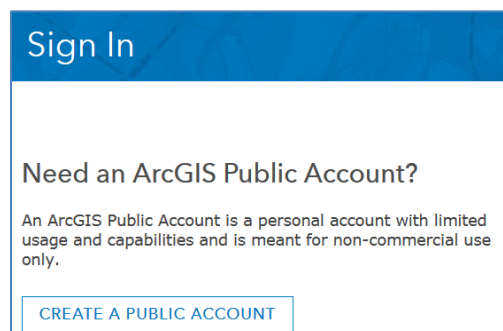 Sign In
Need an ArcGIS Public Account?
An ArcGIS Public Account is a personal account with limited
usage and capabilities and is meant for non-commercial use
only.
CREATE A PUBLIC ACCOUNT